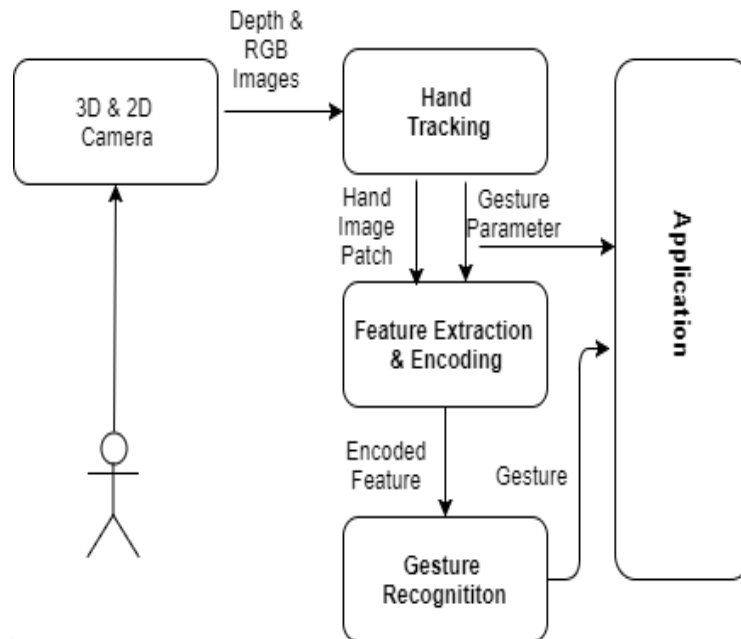 Depth &
RGB
Images
3D & 2D
Camera
Hand
Tracking
Hand
Image
Patch
Gesture
Parameter
Application
Feature Extraction
& Encoding
Encoded
Feature
Gesture
Gesture
Recognititon